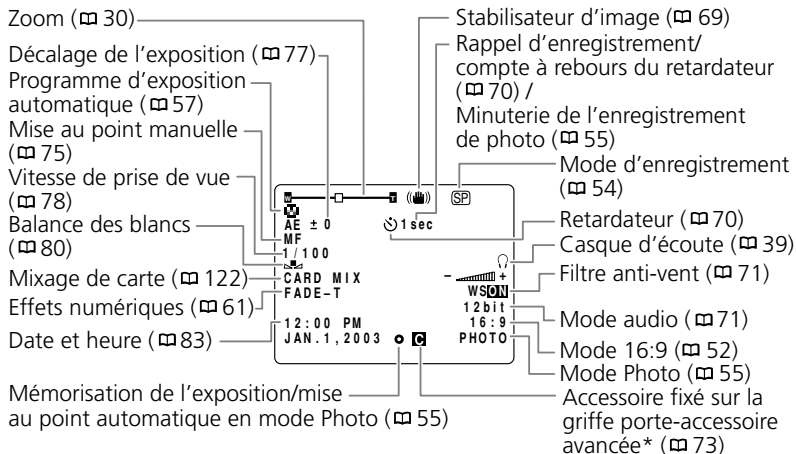 Zoom ( 30)
Décalage de l'exposition ( 77)
Programme d'exposition
automatique ( 57)
Mise au point manuelle
( 75)
Vitesse de prise de vue
( 78)
Balance des blancs
( 80)
Mixage de carte ( 122)
Effets numériques ( 61)
Date et heure ( 83)
Mémorisation de l'exposition/mise
au point automatique en mode Photo ( 55)
W T SP
AE ±0
1sec
MF
1/100
CARD MIX
– +
FADE–T
WS ON
12bit
12:00 PM
16:9
JAN.1,2003
C
PHOTO
Stabilisateur d'image ( 69)
Rappel d'enregistrement/
compte à rebours du retardateur
( 70) /
Minuterie de l'enregistrement
de photo ( 55)
Mode d'enregistrement
( 54)
Retardateur ( 70)
Casque d'écoute ( 39)
Filtre anti-vent ( 71)
Mode audio ( 71)
Mode 16:9 ( 52)
Mode Photo ( 55)
Accessoire fixé sur la
griffe porte-accessoire
avancée* ( 73)